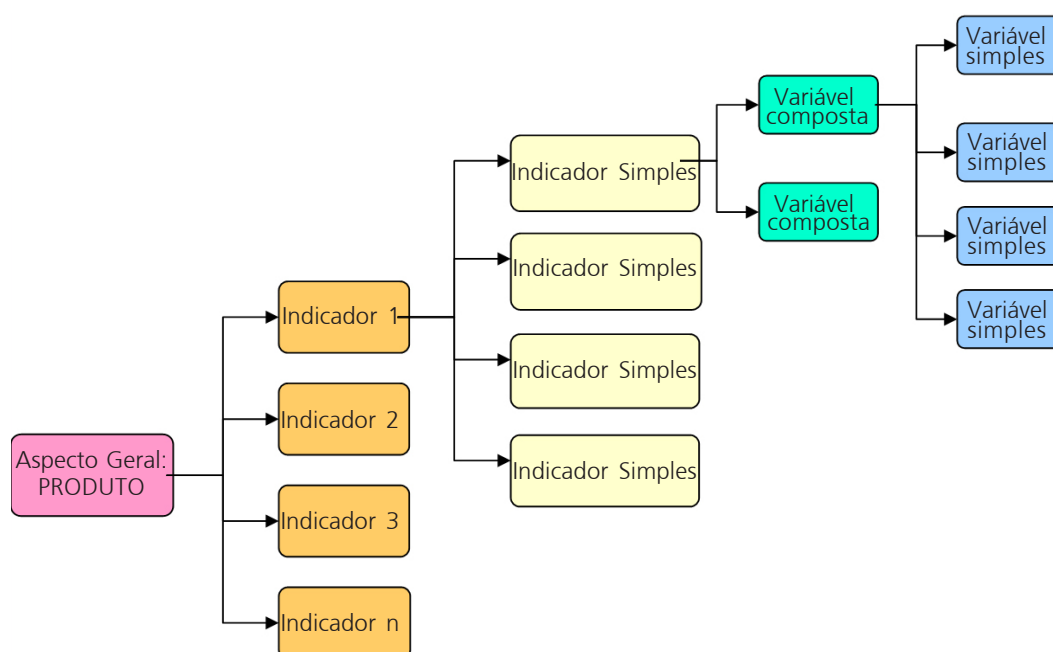 Aspecto Geral:
PRODUTO
Indicador 1
Indicador 2
Indicador 3
Indicador n
Indicador Simples
Indicador Simples
Indicador Simples
Indicador Simples
Variável
composta
Variável
composta
Variável
simples
Variável
simples
Variável
simples
Variável
simples